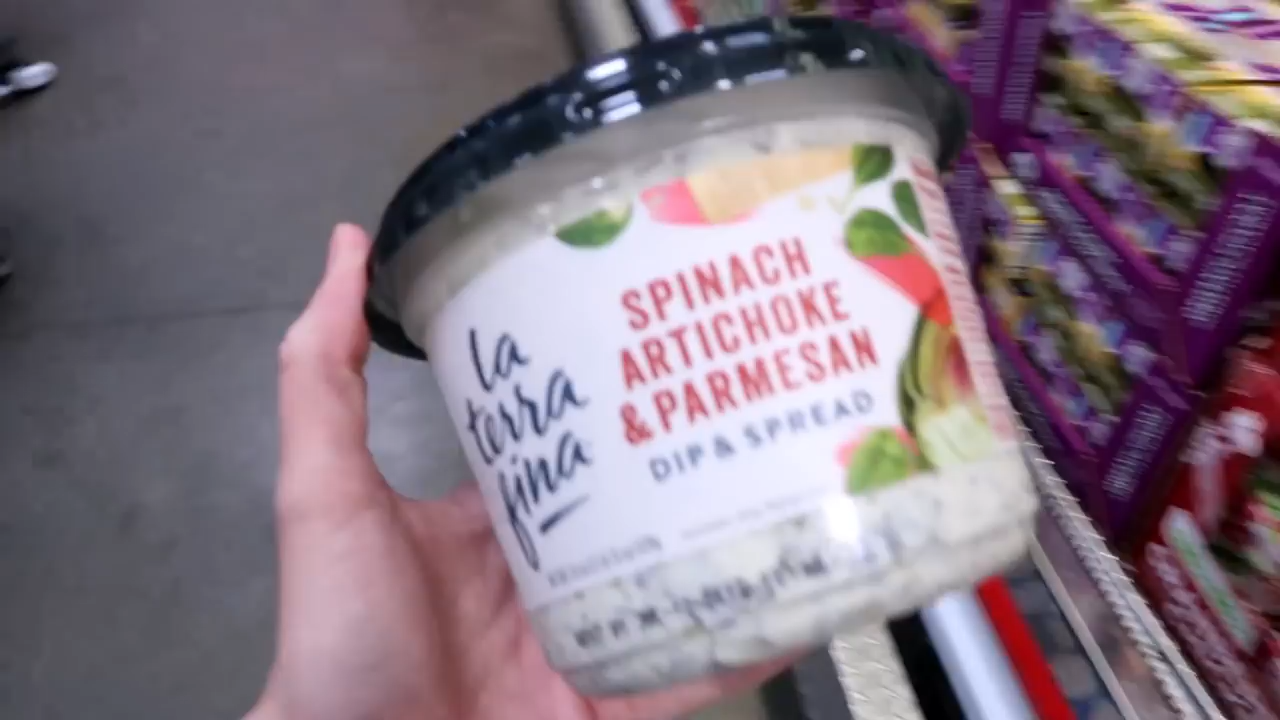 la
terra
fina
SPINACH
ARTICHOKE
& PARMESAN
DIP & SPREAD